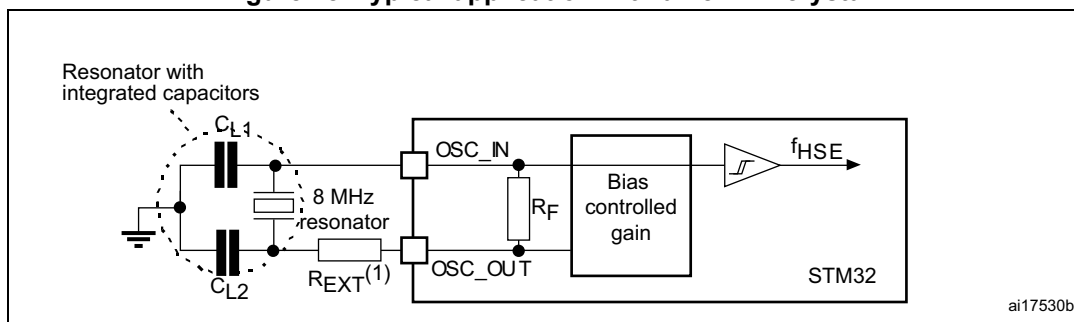 Resonator with
integrated capacitors
CL1
OSC_IN
fHSE
8 MHz
resonator
RF
Bias
controlled
gain
REXT(1)
OSC_OUT
STM32
CL2
ai17530b